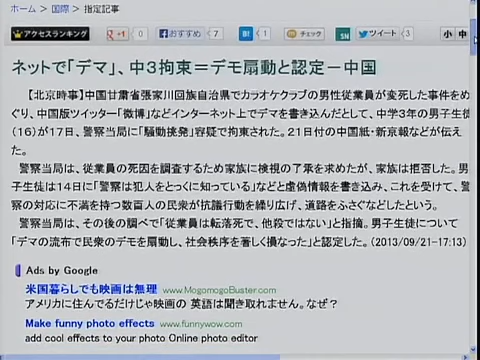 ホーム > 国際 > 指定記事
アクセスランキング +1 0 おすすめ 7 B! 1 チェック SN ツイート 3 小 中
ネットで「デマ」、中3拘束=デモ扇動と認定-中国
【北京時事】中国甘粛省張家川回族自治県でカラオケクラブの男性従業員が変死した事件をめ
ぐり、中国版ツイッター「微博」などインターネット上でデマを書き込んだとして、中学3年の男子生徒
(16)が17日、警察当局に「騒動挑発」容疑で拘束された。21日付の中国紙・新京報などが伝え
た。
警察当局は、従業員の死因を調査するため家族に検視の了承を求めたが、家族は拒否した。男
子生徒は14日に「警察は犯人をとっくに知っている」などと虚偽情報を書き込み、これを受けて、警
察の対応に不満を持つ数百人の民衆が抗議行動を繰り広げ、道路をふさぐなどしたという。
警察当局は、その後の調べで「従業員は転落死で、他殺ではない」と指摘。男子生徒について
「デマの流布で民衆のデモを扇動し、社会秩序を著しく損なった」と認定した。(2013/09/21-17:13)
Ads by Google
米国暮らしでも映画は無理 www.MogomogoBuster.com
アメリカに住んでるだけじゃ映画の 英語は聞き取れません。なぜ?
Make funny photo effects www.funnywow.com
add cool effects to your photo Online photo editor